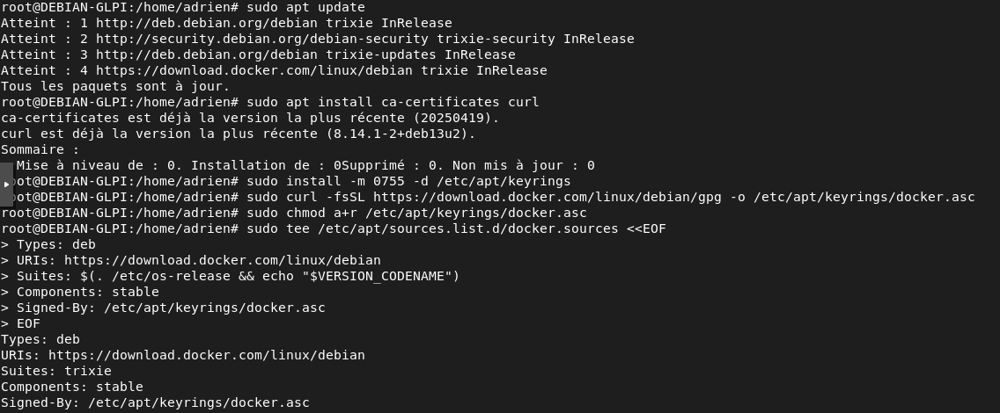 root@DEBIAN-GLPI:/home/adrien# sudo apt update
Atteint : 1 http://deb.debian.org/debian trixie InRelease
Atteint : 2 http://security.debian.org/debian-security trixie-security InRelease
Atteint : 3 http://deb.debian.org/debian trixie-updates InRelease
Atteint : 4 https://download.docker.com/linux/debian trixie InRelease
Tous les paquets sont à jour.
root@DEBIAN-GLPI:/home/adrien# sudo apt install ca-certificates curl
ca-certificates est déjà la version la plus récente (20250419).
curl est déjà la version la plus récente (8.14.1-2+deb13u2).
Sommaire :
Mise à niveau de : 0. Installation de : 0Supprimé : 0. Non mis à jour : 0
oot@DEBIAN-GLPI:/home/adrien# sudo install -m 0755 -d /etc/apt/keyrings
oot@DEBIAN-GLPI:/home/adrien# sudo curl -fsSL https://download.docker.com/linux/debian/gpg -o /etc/apt/keyrings/docker.asc
root@DEBIAN-GLPI:/home/adrien# sudo chmod a+r /etc/apt/keyrings/docker.asc
root@DEBIAN-GLPI:/home/adrien# sudo tee /etc/apt/sources.list.d/docker.sources <<EOF
> Types: deb
> URIs: https://download.docker.com/linux/debian
> Suites: $(. /etc/os-release && echo "$VERSION_CODENAME")
> Components: stable
> Signed-By: /etc/apt/keyrings/docker.asc
> EOF
Types: deb
URIs: https://download.docker.com/linux/debian
Suites: trixie
Components: stable
Signed-By: /etc/apt/keyrings/docker.asc